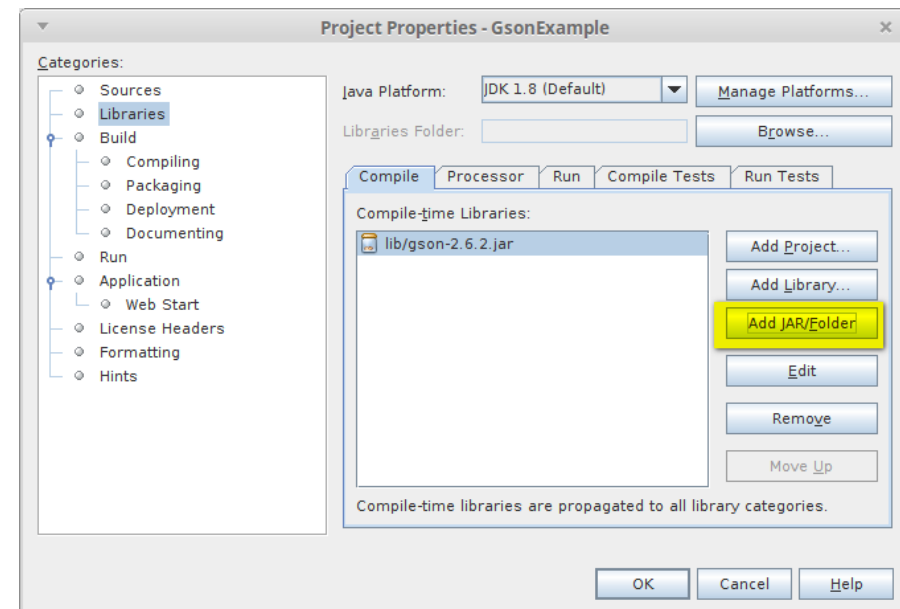 Project Properties - GsonExample
Categories:
Sources
Libraries
Build
Compiling
Packaging
Deployment
Documenting
Run
Application
Web Start
License Headers
Formatting
Hints
Java Platform: JDK 1.8 (Default) Manage Platforms...
Libraries Folder: Browse...
Compile Processor Run Compile Tests Run Tests
Compile-time Libraries:
lib/gson-2.6.2.jar
Add Project...
Add Library...
Add JAR/Folder
Edit
Remove
Move Up
Compile-time libraries are propagated to all library categories.
OK Cancel Help